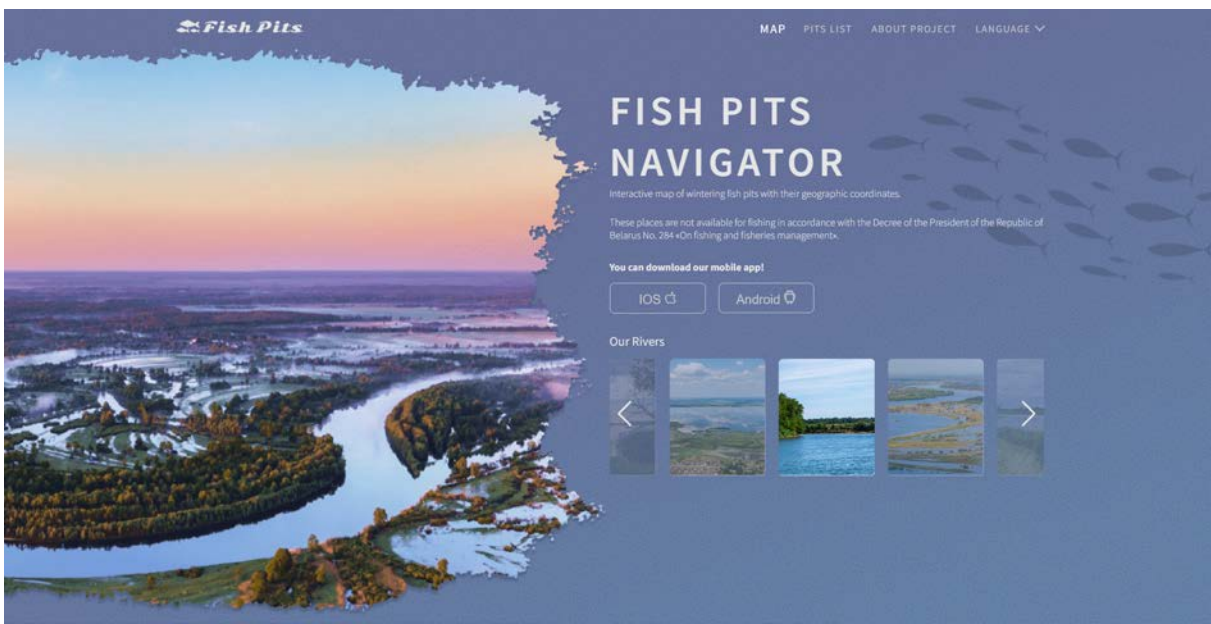 Fish Pits
MAP PITS LIST ABOUT PROJECT LANGUAGE
FISH PITS
NAVIGATOR
Interactive map of wintering fish pits with their geographic coordinates.
These places are not available for fishing in accordance with the Decree of the President of the Republic of
Belarus No. 284 «On fishing and fisheries management».
You can download our mobile app!
IOS
Android
Our Rivers